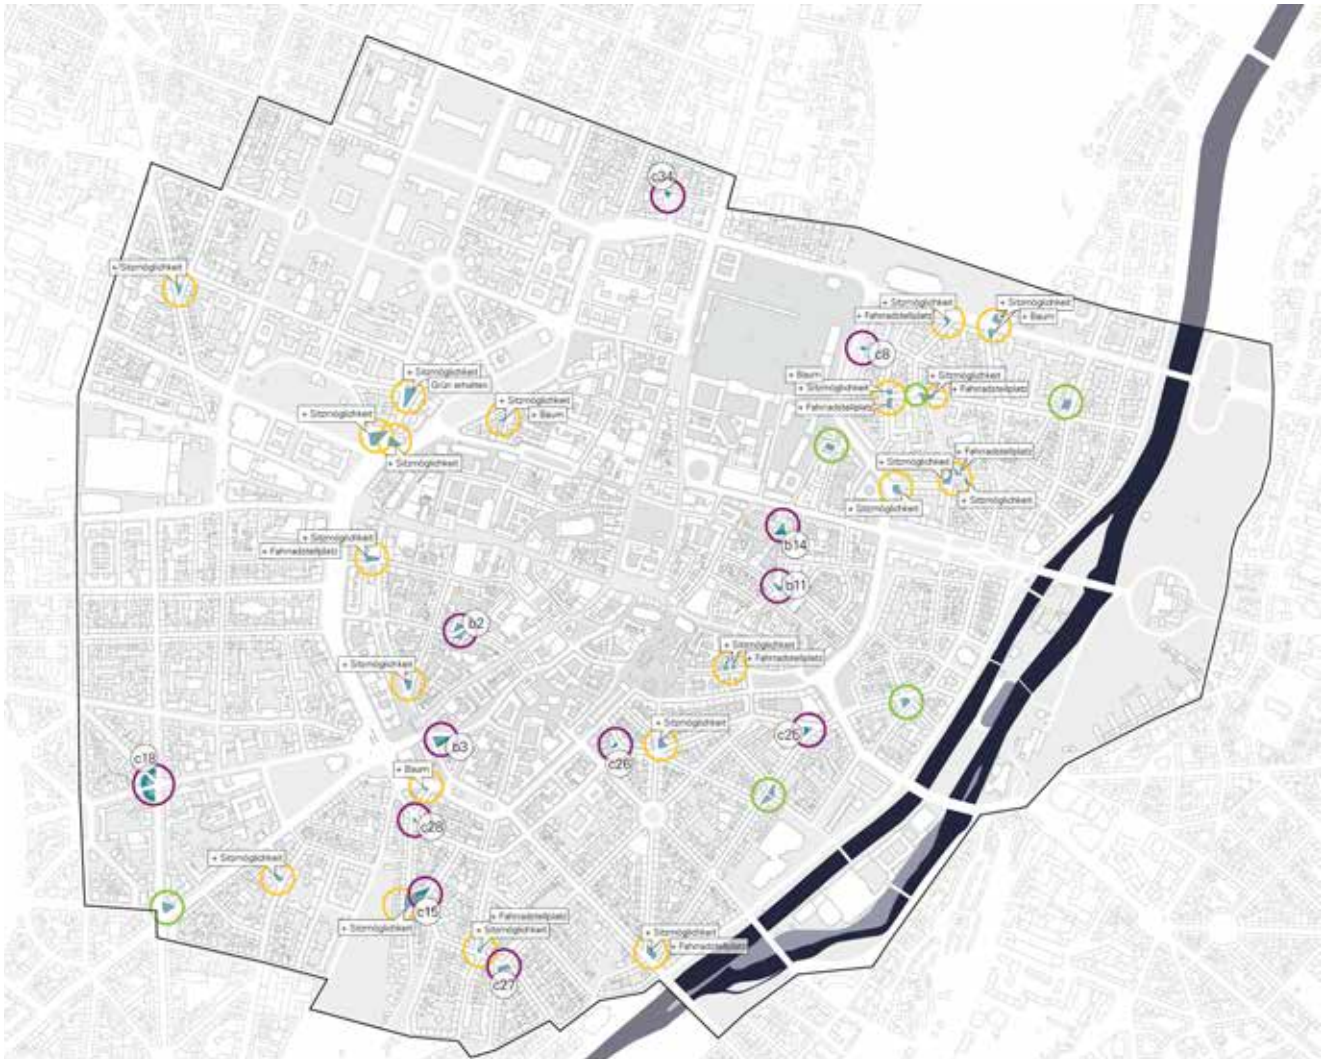 c34
+ Sitzmöglichkeit
+ Sitzmöglichkeit
+ Fahrradstellplatz
+ Sitzmöglichkeit
+ Baum
c8
+ Sitzmöglichkeit
Grün erhalten
+ Baum
+ Sitzmöglichkeit
+ Fahrradstellplatz
+ Sitzmöglichkeit
+ Fahrradstellplatz
+ Sitzmöglichkeit
+ Baum
+ Sitzmöglichkeit
+ Sitzmöglichkeit
+ Fahrradstellplatz
+ Sitzmöglichkeit
+ Sitzmöglichkeit
+ Sitzmöglichkeit
+ Sitzmöglichkeit
+ Fahrradstellplatz
b14
b11
b2
+ Sitzmöglichkeit
+ Fahrradstellplatz
+ Sitzmöglichkeit
+ Sitzmöglichkeit
c25
b3
c26
c18
+ Baum
c28
+ Sitzmöglichkeit
c15
+ Sitzmöglichkeit
+ Fahrradstellplatz
+ Sitzmöglichkeit
+ Sitzmöglichkeit
+ Fahrradstellplatz
c27